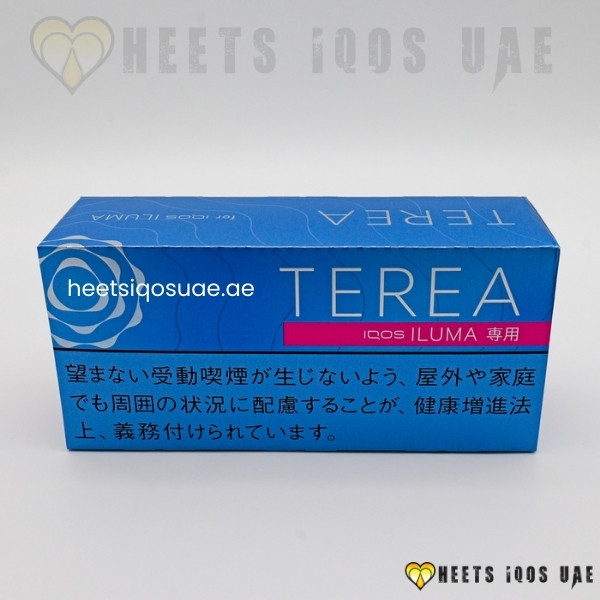 HEETS iQOS UAE
for IQOS ILUMA
TEREA
heetsiqosuae.ae
TEREA
IQOS ILUMA 専用
望まない受動喫煙が生じないよう、屋外や家庭
でも周囲の状況に配慮することが、健康増進法
上、義務付けられています。
HEETS iQOS UAE